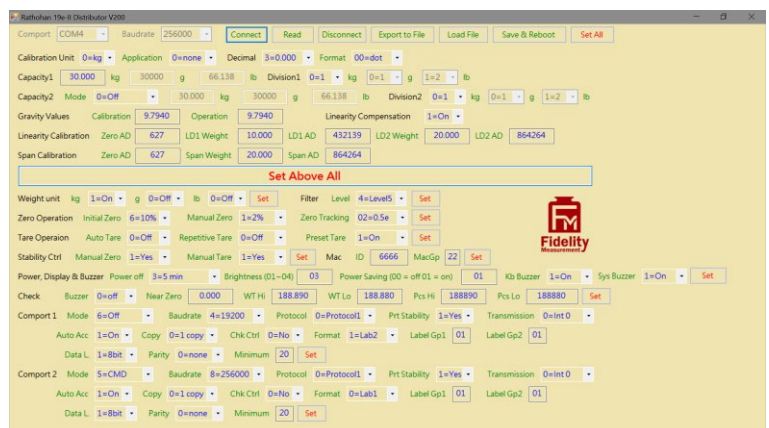 Rathohan 19e-II Distributor V200
Comport COM4 Baudrate 256000 Connect Read Disconnect Export to File Load File Save & Reboot Set All
Calibration Unit 0=kg Application 0=none Decimal 3=0.000 Format 00=dot
Capacity1 30.000 kg 30000 g 66.138 lb Division1 0=1 kg 0=1 g 1=2 lb
Capacity2 Mode 0=Off 30.000 kg 30000 g 66.138 lb Division2 0=1 kg 0=1 g 1=2 lb
Gravity Values Calibration 9.7940 Operation 9.7940 Linearity Compensation 1=On
Linearity Calibration Zero AD 627 LD1 Weight 10.000 LD1 AD 432139 LD2 Weight 20.000 LD2 AD 864264
Span Calibration Zero AD 627 Span Weight 20.000 Span AD 864264
Set Above All
Weight unit kg 1=On g 0=Off lb 0=Off Set Filter Level 4=Level5 Set
Zero Operation Initial Zero 6=10% Manual Zero 1=2% Zero Tracking 02=0.5e Set
Tare Operaion Auto Tare 0=Off Repetitive Tare 0=Off Preset Tare 1=On Set
FM
Fidelity
Measurement
Stability Ctrl Manual Zero 1=Yes Manual Tare 1=Yes Set Mac ID 6666 MacGp 22 Set
Power, Display & Buzzer Power off 3=5 min Brightness (01~04) 03 Power Saving (00 = off 01 = on) 01 Kb Buzzer 1=On Sys Buzzer 1=On Set
Check Buzzer 0=off Near Zero 0.000 WT Hi 188.890 WT Lo 188.880 Pcs Hi 188890 Pcs Lo 188880 Set
Comport 1 Mode 6=Off Baudrate 4=19200 Protocol 0=Protocol1 Prt Stability 1=Yes Transmission 0=Int 0
Auto Acc 1=On Copy 0=1 copy Chk Ctrl 0=No Format 1=Lab2 Label Gp1 01 Label Gp2 01
Data L. 1=8bit Parity 0=none Minimum 20 Set
Comport 2 Mode 5=CMD Baudrate 8=256000 Protocol 0=Protocol1 Prt Stability 1=Yes Transmission 0=Int 0
Auto Acc 1=On Copy 0=1 copy Chk Ctrl 0=No Format 0=Lab1 Label Gp1 01 Label Gp2 01
Data L. 1=8bit Parity 0=none Minimum 20 Set